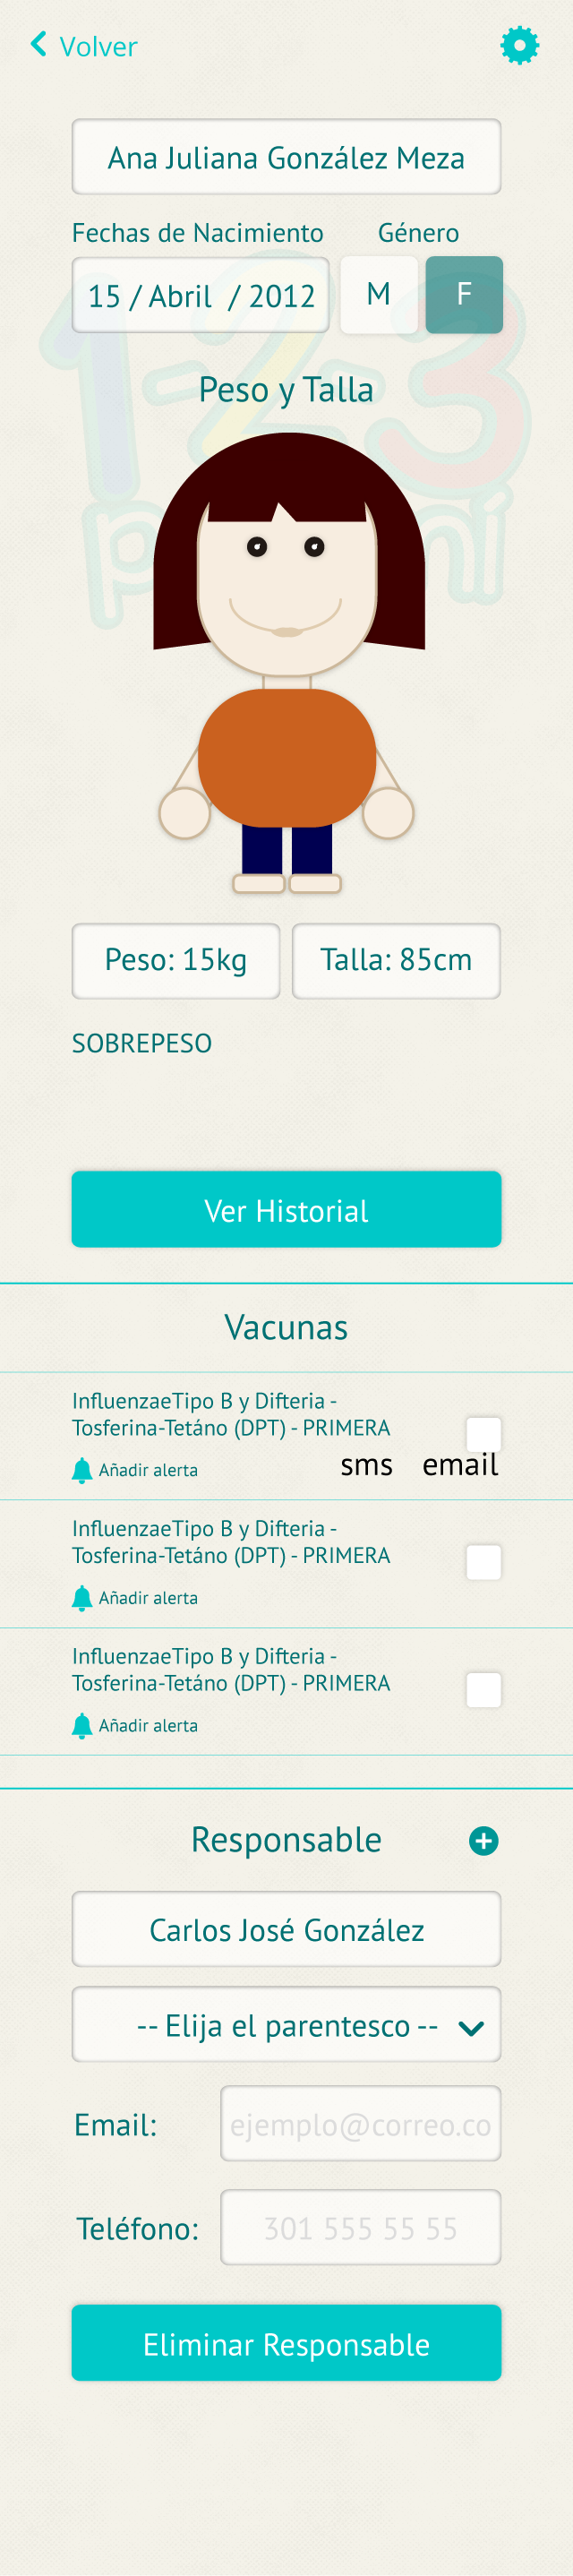 Volver
Ana Juliana González Meza
Fechas de Nacimiento Género
15 / Abril / 2012 M F
1-2-3
Peso y Talla
Peso: 15kg Talla: 85cm
SOBREPESO
Ver Historial
Vacunas
InfluenzaeTipo B y Difteria -
Tosferina-Tetáno (DPT) - PRIMERA
Añadir alerta sms email
InfluenzaeTipo B y Difteria -
Tosferina-Tetáno (DPT) - PRIMERA
Añadir alerta
InfluenzaeTipo B y Difteria -
Tosferina-Tetáno (DPT) - PRIMERA
Añadir alerta
Responsable
Carlos José González
-- Elija el parentesco --
Email: ejemplo@correo.co
Teléfono: 301 555 55 55
Eliminar Responsable